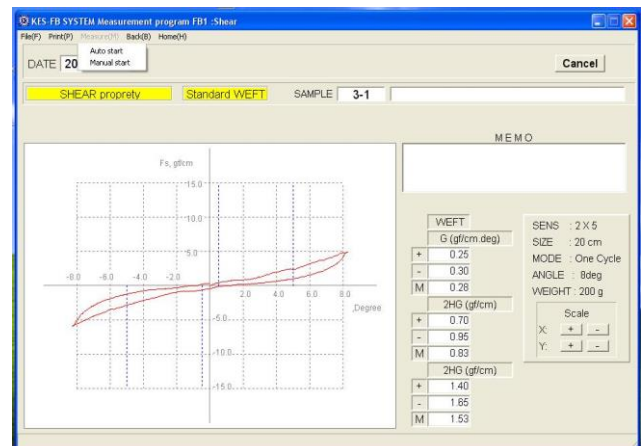 KES-FB SYSTEM Measurement program FB1 :Shear
File(F) Print(P) Measure(M) Back(B) Home(H)
Auto start
Manual start
DATE 20
Cancel
SHEAR proprety Standard WEFT SAMPLE 3-1
MEMO
Fs, gf/cm
15.0
10.0
5.0
-8.0 -6.0 -4.0 -2.0
2.0 4.0 6.0 8.0
,Degree
-5.0
-10.0
-15.0
WEFT
G (gf/cm.deg)
+ 0.25
- 0.30
M 0.28
2HG (gf/cm)
+ 0.70
- 0.95
M 0.83
2HG (gf/cm)
+ 1.40
- 1.65
M 1.53
SENS : 2 X 5
SIZE : 20 cm
MODE : One Cycle
ANGLE : 8deg
WEIGHT : 200 g
Scale
X: + -
Y: + -